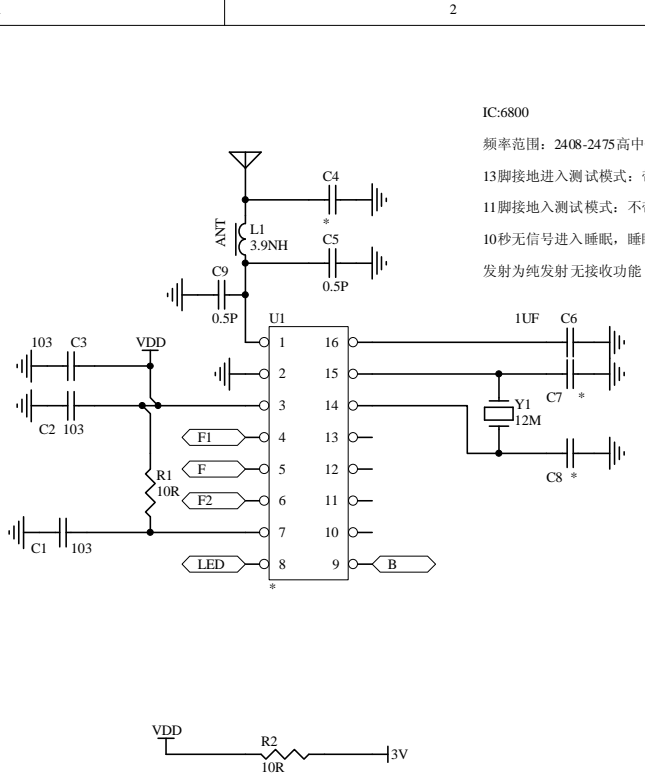 2
IC:6800
频率范围：2408-2475高中
13脚接地进入测试模式：
11脚接地入测试模式：不
10秒无信号进入睡眠，睡
发射为纯发射无接收功能
C4
*
ANT
L1
3.9NH
C5
0.5P
C9
0.5P
U1
1UF C6
103 C3 VDD
1 16
2 15
3 14
4 13
5 12
6 11
7 10
8 9
C7 *
Y1
12M
C2 103
F1
F
F2
R1
10R
C8 *
C1 103
LED
B
*
VDD
R2
10R
3V